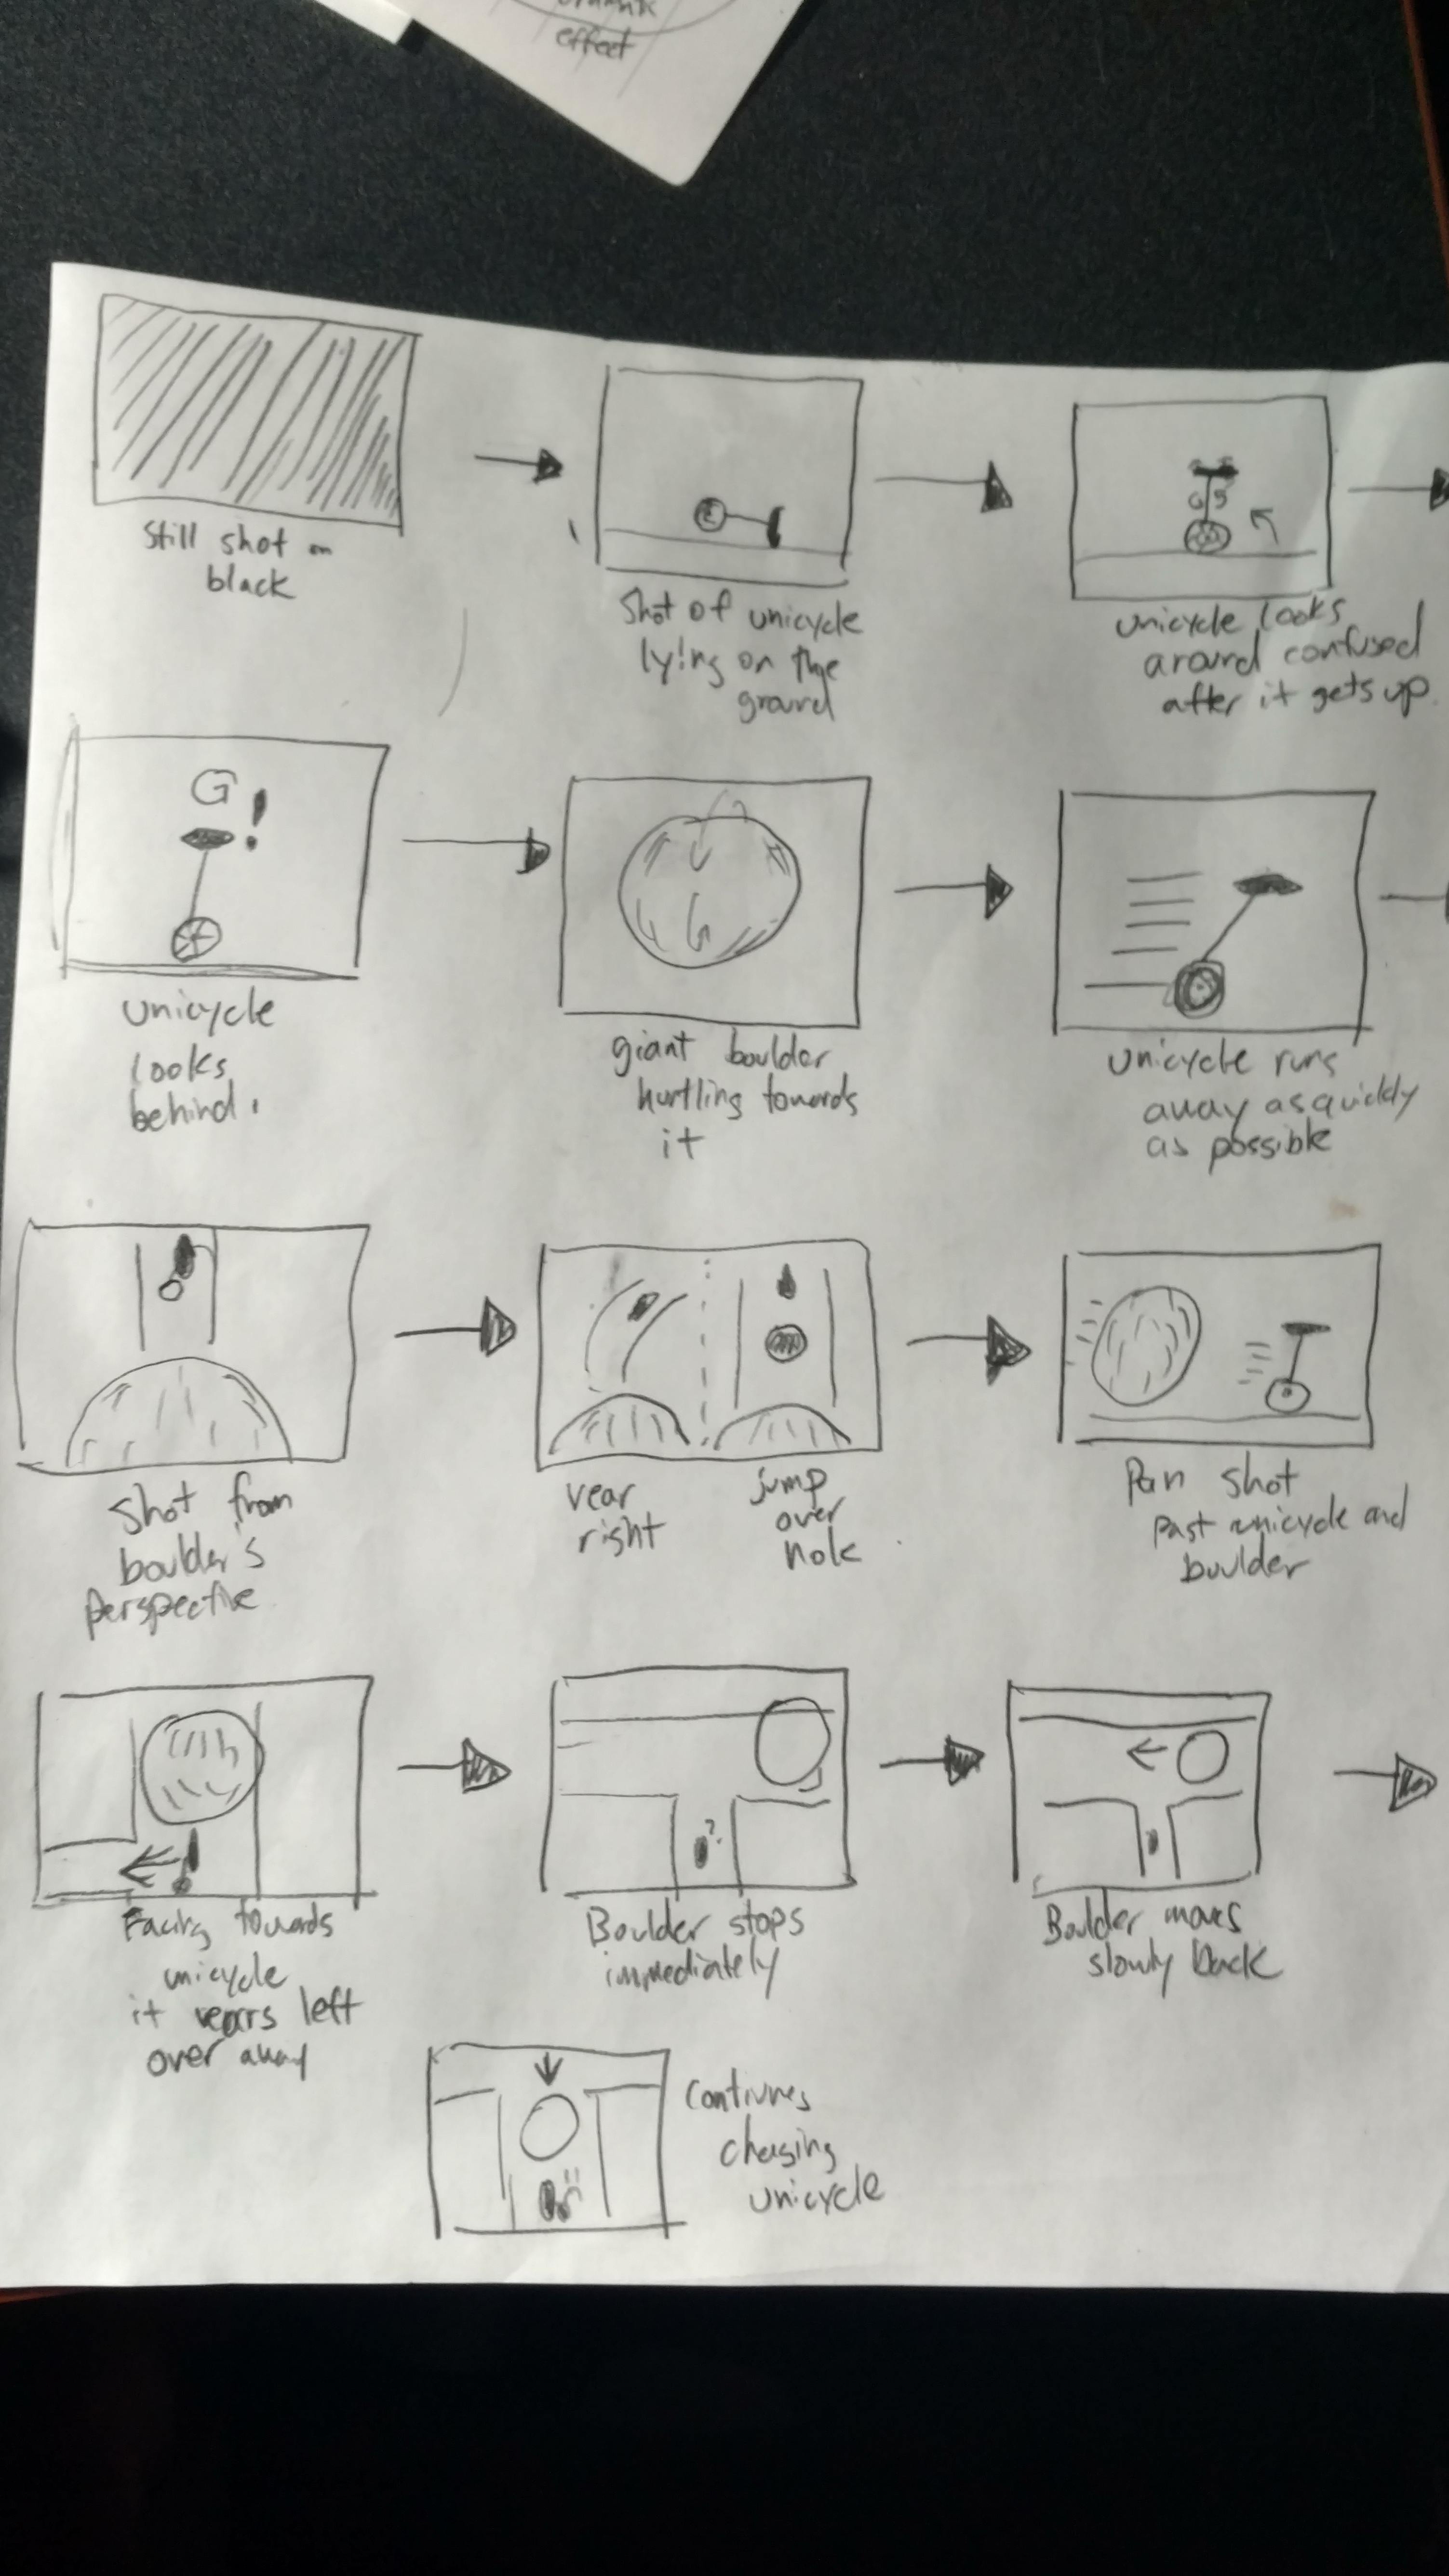 effect
Still shot on
black
Shot of unicycle
lying on the
ground
unicycle looks
around confused
after it gets up
G!
unicycle
looks
behind.
giant boulder
hurtling towards
it
unicycle runs
away as quickly
as possible
Shot from
boulder's
perspective
vear
right
jump
over
hole
Pan shot
past unicycle and
boulder
Facing towards
unicycle
it vears left
over away
?
Boulder stops
immediately
Boulder moves
slowly back
Continues
chasing
unicycle